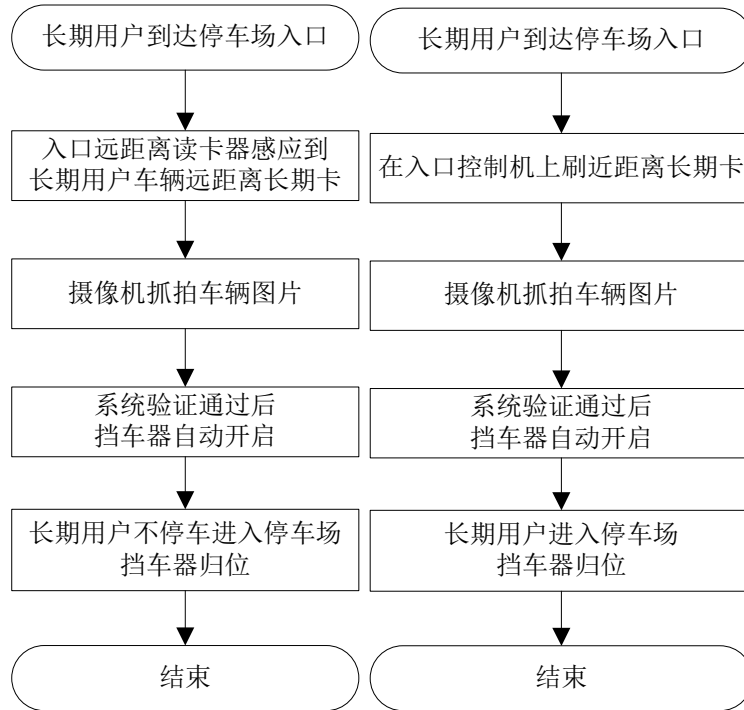 长期用户到达停车场入口
入口远距离读卡器感应到
长期用户车辆远距离长期卡
摄像机抓拍车辆图片
系统验证通过后
挡车器自动开启
长期用户不停车进入停车场
挡车器归位
结束
长期用户到达停车场入口
在入口控制机上刷近距离长期卡
摄像机抓拍车辆图片
系统验证通过后
挡车器自动开启
长期用户进入停车场
挡车器归位
结束